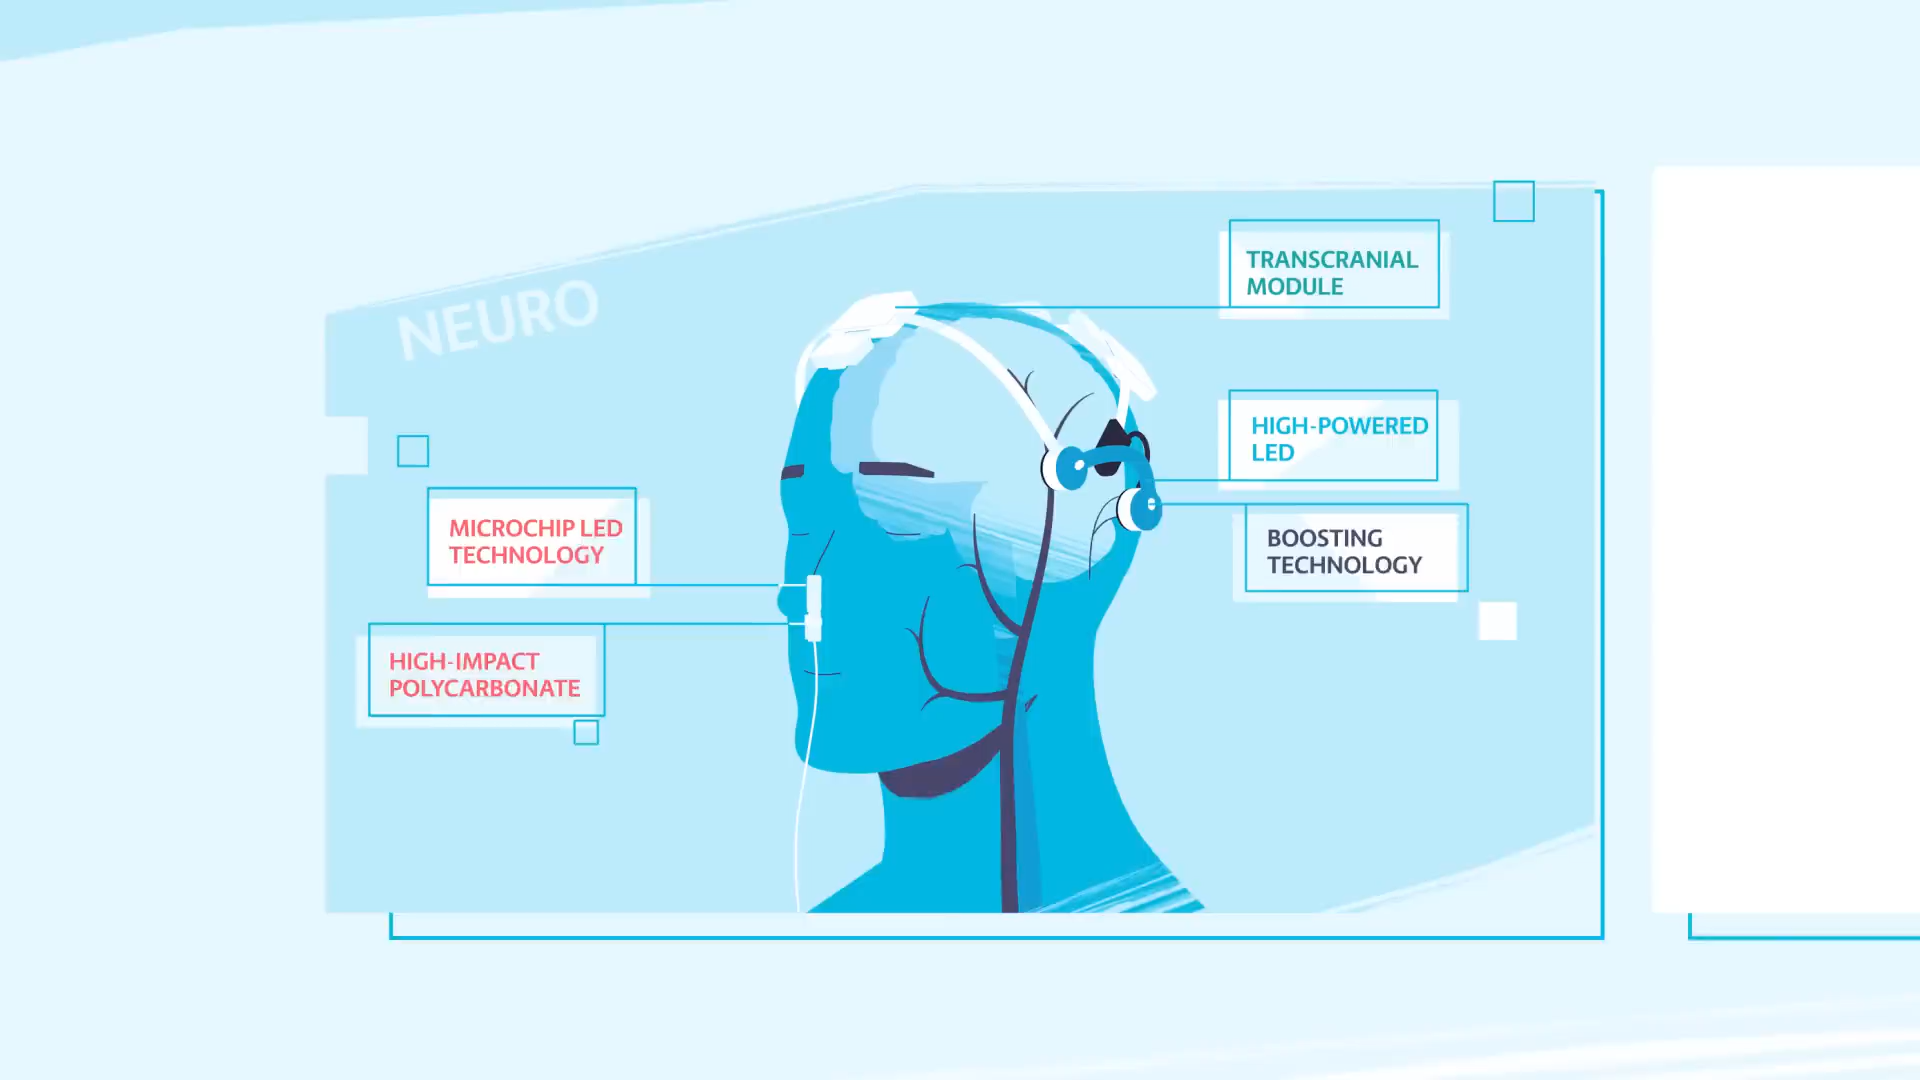 NEURO
TRANSCRANIAL
MODULE
HIGH-POWERED
LED
MICROCHIP LED
TECHNOLOGY
BOOSTING
TECHNOLOGY
HIGH-IMPACT
POLYCARBONATE